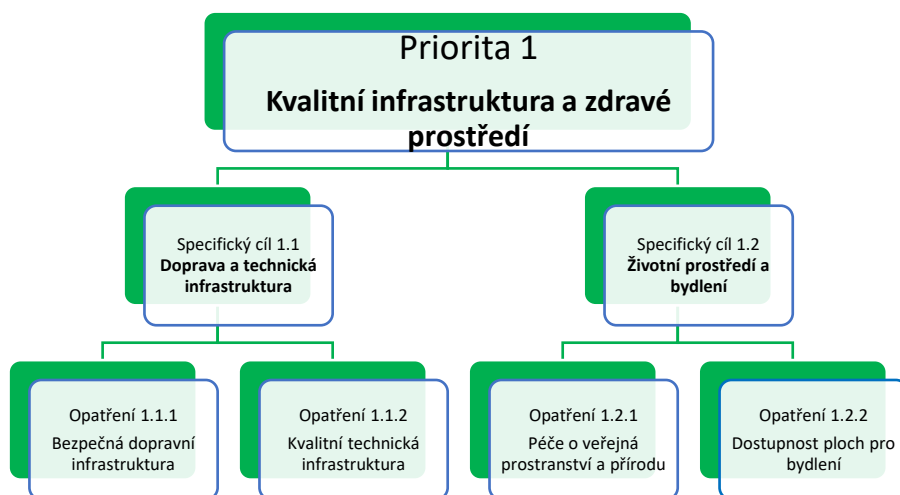 Priorita 1
Kvalitní infrastruktura a zdravé
prostředí
Specifický cíl 1.1
Doprava a technická
infrastruktura
Specifický cíl 1.2
Životní prostředí a
bydlení
Opatření 1.1.1
Bezpečná dopravní
infrastruktura
Opatření 1.1.2
Kvalitní technická
infrastruktura
Opatření 1.2.1
Péče o veřejná
prostranství a přírodu
Opatření 1.2.2
Dostupnost ploch pro
bydlení